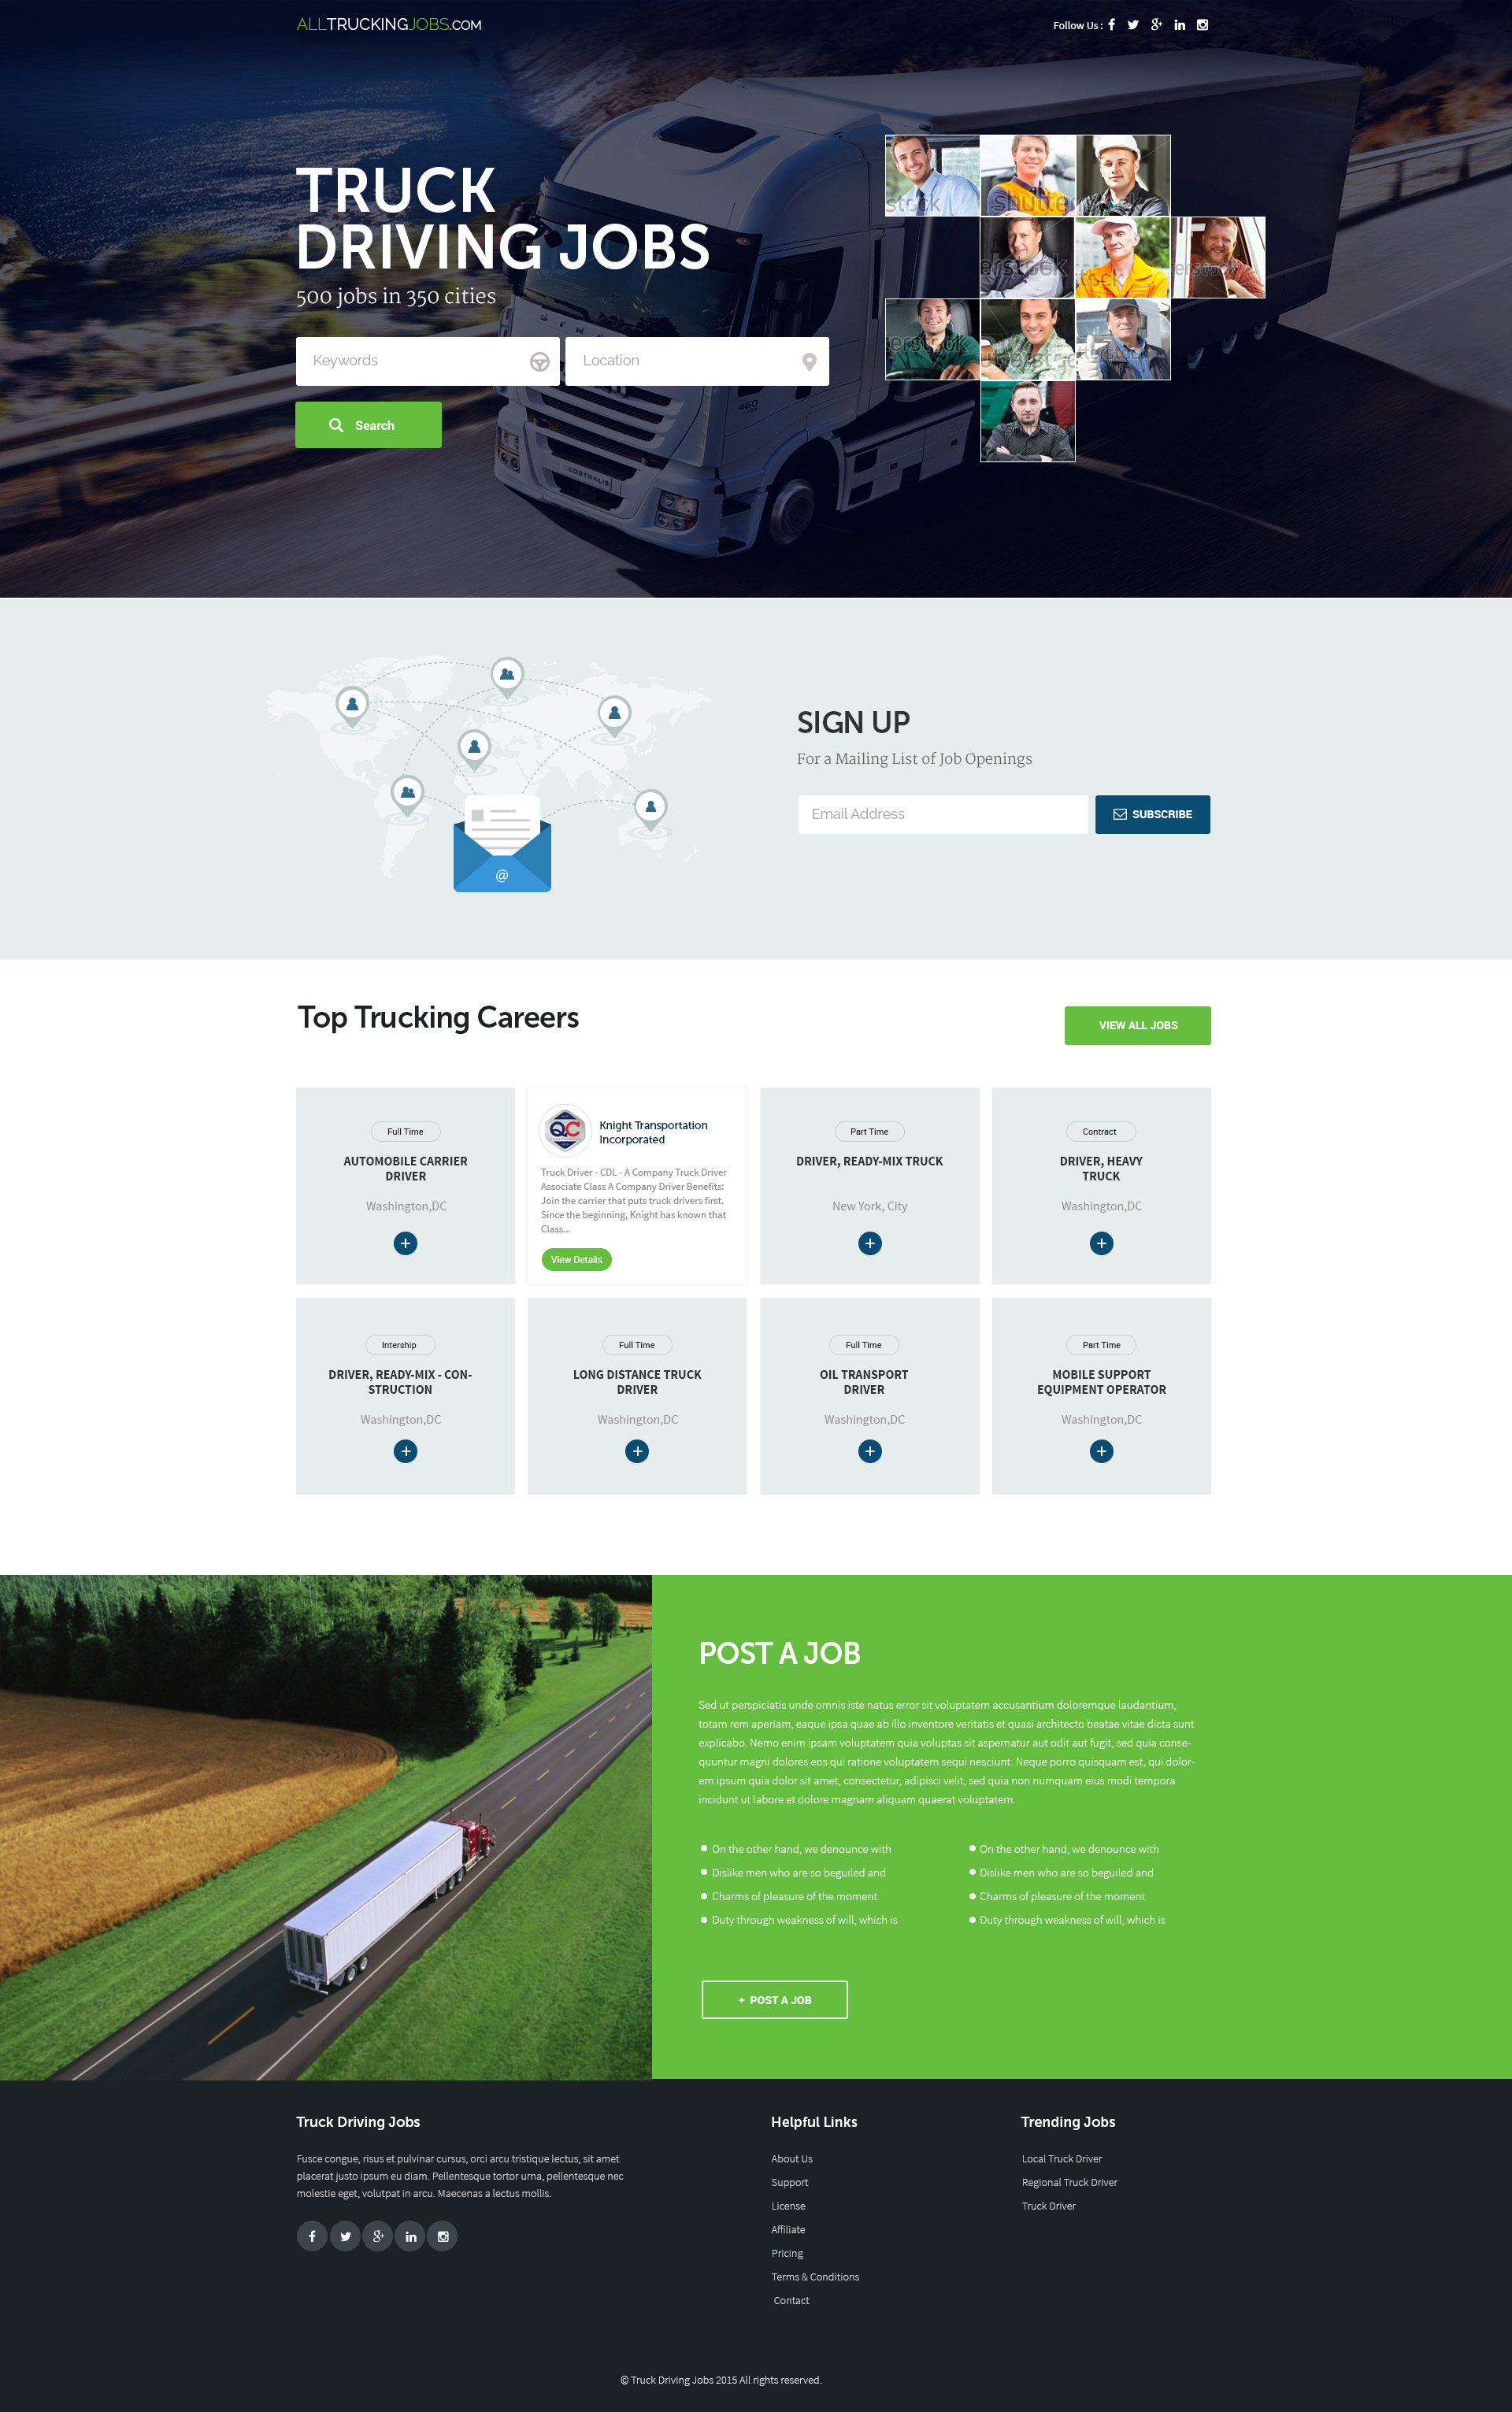 ALLTRUCKINGJOBS.COM
Follow Us :
TRUCK
DRIVING JOBS
500 jobs in 350 cities
Keywords
Location
Search
SIGN UP
For a Mailing List of Job Openings
Email Address
SUBSCRIBE
@
Top Trucking Careers
VIEW ALL JOBS
Full Time
AUTOMOBILE CARRIER
DRIVER
Washington,DC
+
QC
Knight Transportation
Incorporated
Truck Driver - CDL - A Company Truck Driver
Associate Class A Company Driver Benefits:
Join the carrier that puts truck drivers first.
Since the beginning, Knight has known that
Class...
View Details
Part Time
DRIVER, READY-MIX TRUCK
New York, City
+
Contract
DRIVER, HEAVY
TRUCK
Washington,DC
+
Intership
DRIVER, READY-MIX - CON-
STRUCTION
Washington,DC
+
Full Time
LONG DISTANCE TRUCK
DRIVER
Washington,DC
+
Full Time
OIL TRANSPORT
DRIVER
Washington,DC
+
Part Time
MOBILE SUPPORT
EQUIPMENT OPERATOR
Washington,DC
+
POST A JOB
Sed ut perspiciatis unde omnis iste natus error sit voluptatem accusantium doloremque laudantium,
totam rem aperiam, eaque ipsa quae ab illo inventore veritatis et quasi architecto beatae vitae dicta sunt
explicabo. Nemo enim ipsam voluptatem quia voluptas sit aspernatur aut odit aut fugit, sed quia conse-
quuntur magni dolores eos qui ratione voluptatem sequi nesciunt. Neque porro quisquam est, qui dolor-
em ipsum quia dolor sit amet, consectetur, adipisci velit, sed quia non numquam eius modi tempora
incidunt ut labore et dolore magnam aliquam quaerat voluptatem.
On the other hand, we denounce with
Dislike men who are so beguiled and
Charms of pleasure of the moment
Duty through weakness of will, which is
On the other hand, we denounce with
Dislike men who are so beguiled and
Charms of pleasure of the moment
Duty through weakness of will, which is
+ POST A JOB
Truck Driving Jobs
Fusce congue, risus et pulvinar cursus, orci arcu tristique lectus, sit amet
placerat justo ipsum eu diam. Pellentesque tortor urna, pellentesque nec
molestie eget, volutpat in arcu. Maecenas a lectus mollis.
Helpful Links
About Us
Support
License
Affiliate
Pricing
Terms & Conditions
Contact
Trending Jobs
Local Truck Driver
Regional Truck Driver
Truck Driver
© Truck Driving Jobs 2015 All rights reserved.